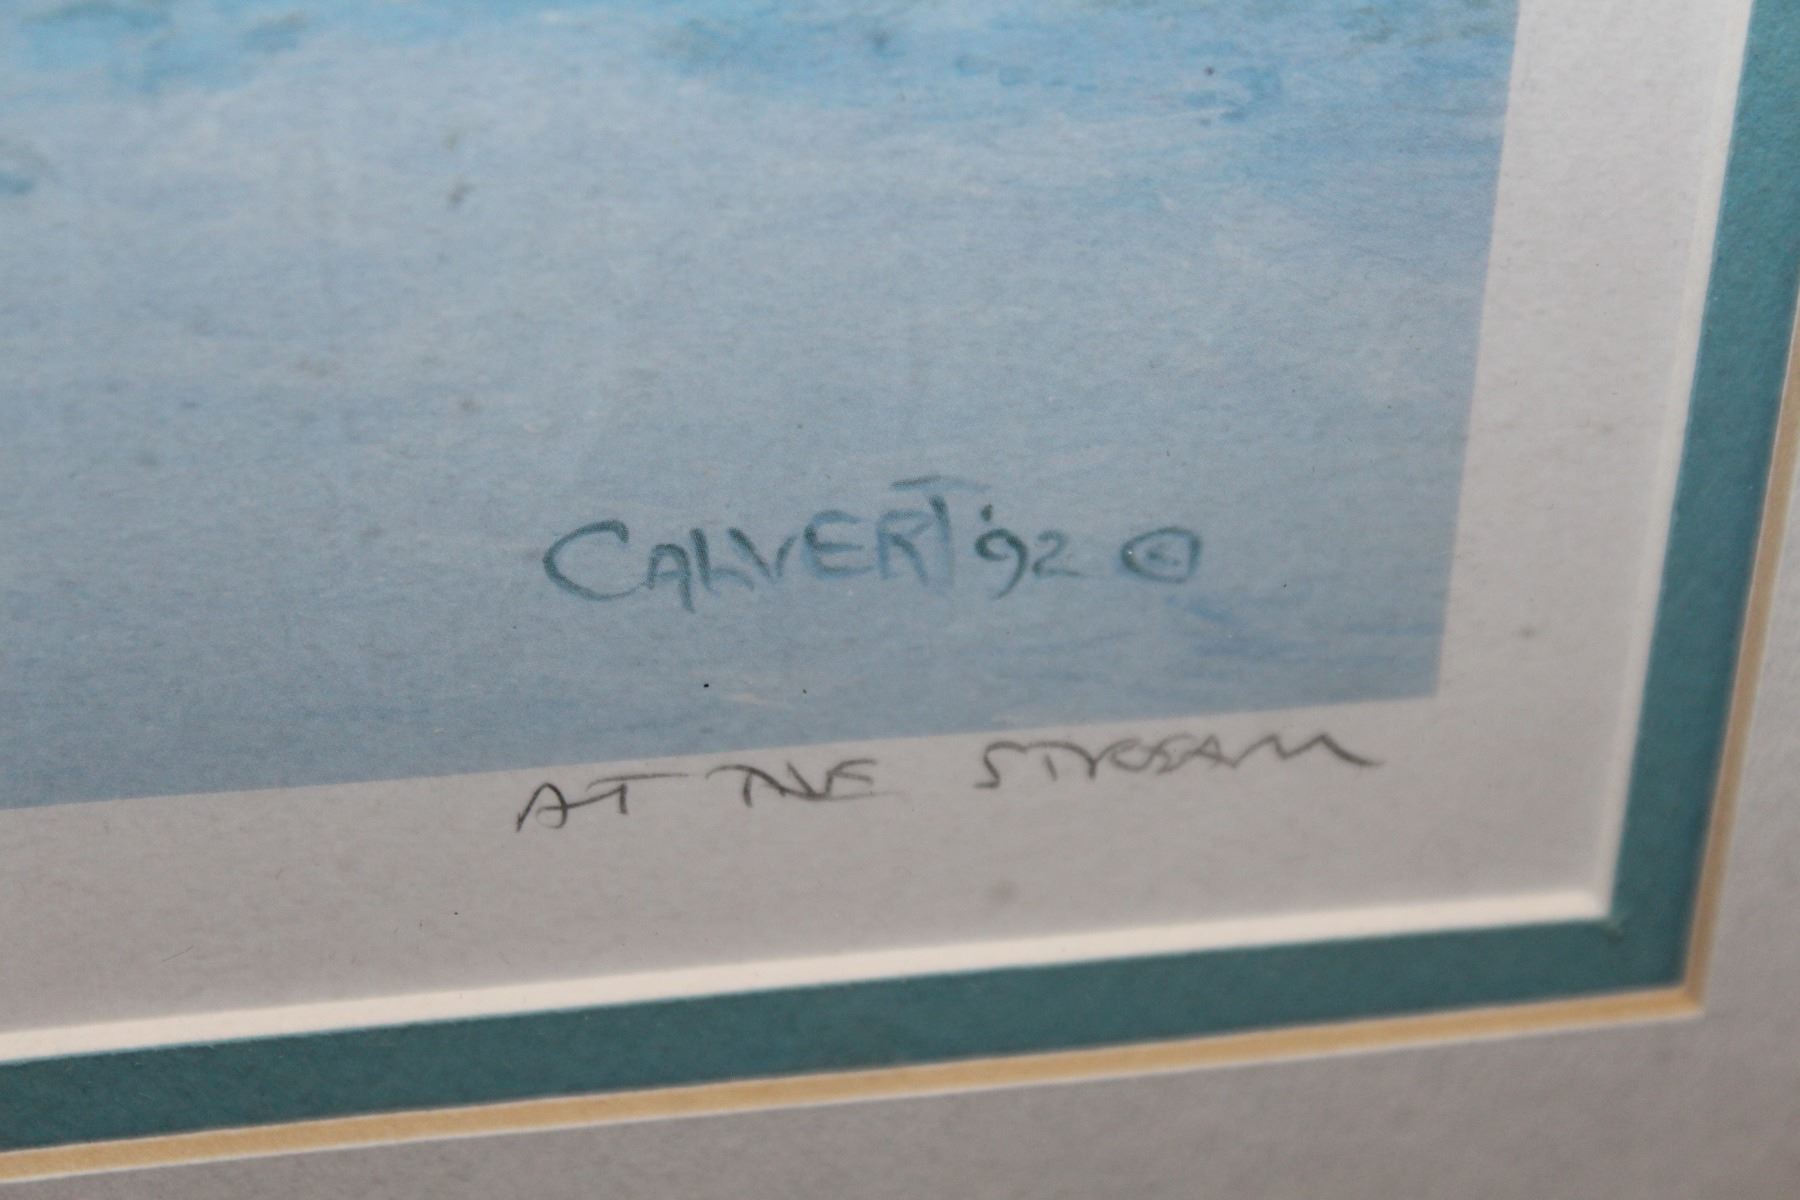 CALVERT '92 ©
AT THE STREAM